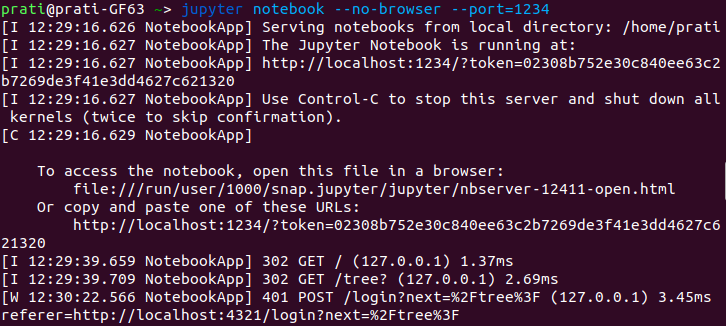 prati@prati-GF63 ~> jupyter notebook --no-browser --port=1234
[I 12:29:16.626 NotebookApp] Serving notebooks from local directory: /home/prati
[I 12:29:16.627 NotebookApp] The Jupyter Notebook is running at:
[I 12:29:16.627 NotebookApp] http://localhost:1234/?token=02308b752e30c840ee63c2
b7269de3f41e3dd4627c621320
[I 12:29:16.627 NotebookApp] Use Control-C to stop this server and shut down all
 kernels (twice to skip confirmation).
[C 12:29:16.629 NotebookApp]

    To access the notebook, open this file in a browser:
        file:///run/user/1000/snap.jupyter/jupyter/nbserver-12411-open.html
    Or copy and paste one of these URLs:
        http://localhost:1234/?token=02308b752e30c840ee63c2b7269de3f41e3dd4627c6
21320
[I 12:29:39.659 NotebookApp] 302 GET / (127.0.0.1) 1.37ms
[I 12:29:39.709 NotebookApp] 302 GET /tree? (127.0.0.1) 2.69ms
[W 12:30:22.566 NotebookApp] 401 POST /login?next=%2Ftree%3F (127.0.0.1) 3.45ms
referer=http://localhost:4321/login?next=%2Ftree%3F